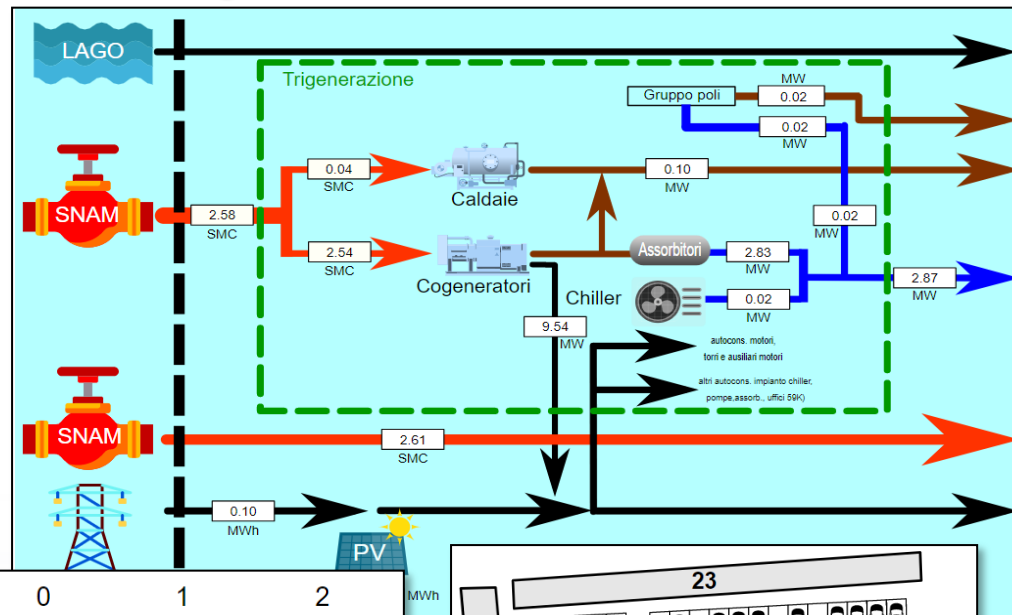 LAGO
Trigenerazione
MW
Gruppo poli
0.02
0.02
MW
SNAM
2.58
SMC
0.04
SMC
Caldaie
0.10
MW
0.02
MW
2.54
SMC
Cogeneratori
Assorbitori
2.83
MW
2.87
MW
Chiller
0.02
MW
9.54
MW
autocons. motori,
torri e ausiliari motori
altri autocons. impianto chiller,
pompe,assorb., uffici 59K)
SNAM
2.61
SMC
0.10
MWh
PV
MWh
0 1 2
23